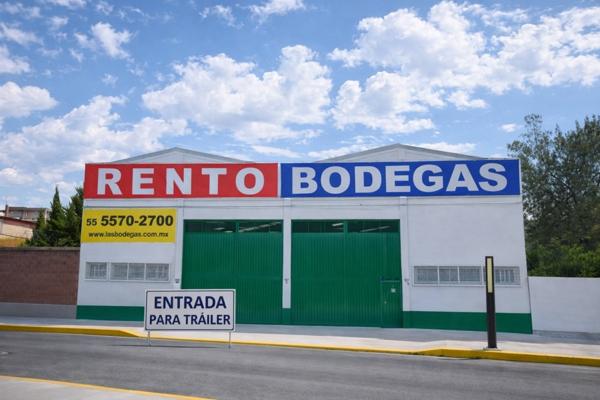 RENTO BODEGAS
55 5570-2700
www.lasbodegas.com.mx
ENTRADA
PARA TRÁILER